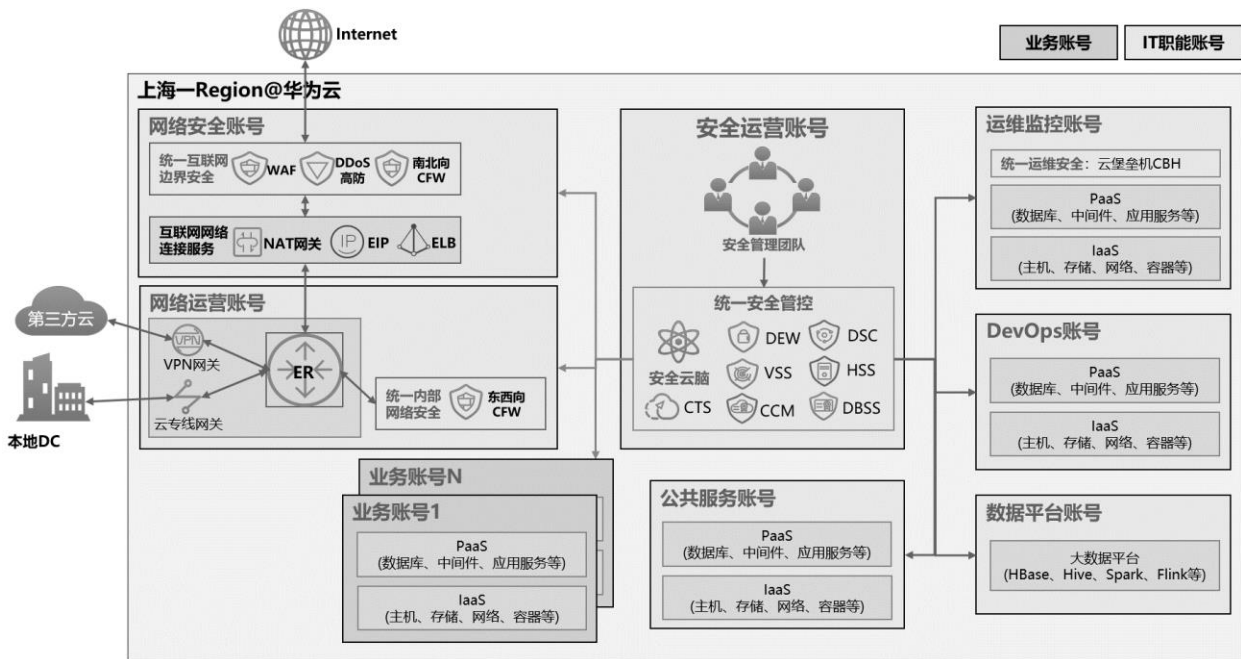 Internet
业务账号
IT职能账号
上海一Region@华为云
网络安全账号
统一互联网
边界安全
WAF
DDoS
高防
南北向
CFW
互联网网络
连接服务
NAT网关
IP
EIP
ELB
网络运营账号
第三方云
VPN
VPN网关
ER
云专线网关
本地DC
统一内部
网络安全
东西向
CFW
安全运营账号
安全管理团队
统一安全管控
安全云脑
DEW
DSC
VSS
HSS
CTS
CCM
DBSS
运维监控账号
统一运维安全：云堡垒机CBH
PaaS
(数据库、中间件、应用服务等)
IaaS
(主机、存储、网络、容器等)
DevOps账号
PaaS
(数据库、中间件、应用服务等)
IaaS
(主机、存储、网络、容器等)
业务账号N
业务账号1
PaaS
(数据库、中间件、应用服务等)
IaaS
(主机、存储、网络、容器等)
公共服务账号
PaaS
(数据库、中间件、应用服务等)
IaaS
(主机、存储、网络、容器等)
数据平台账号
大数据平台
(HBase、Hive、Spark、Flink等)